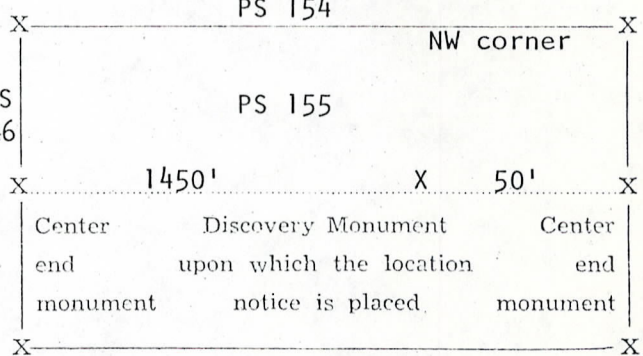 PS 154
X X
NW corner
S PS 155
6
X 1450' X 50' X
Center Discovery Monument Center
end upon which the location end
monument notice is placed. monument
X X